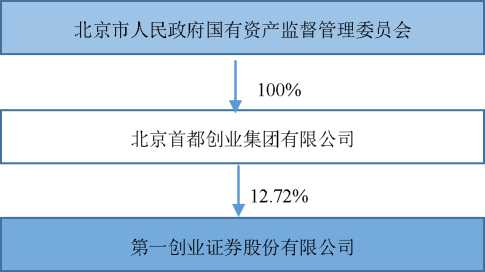 北京市人民政府国有资产监督管理委员会
100%
北京首都创业集团有限公司
12.72%
第一创业证券股份有限公司